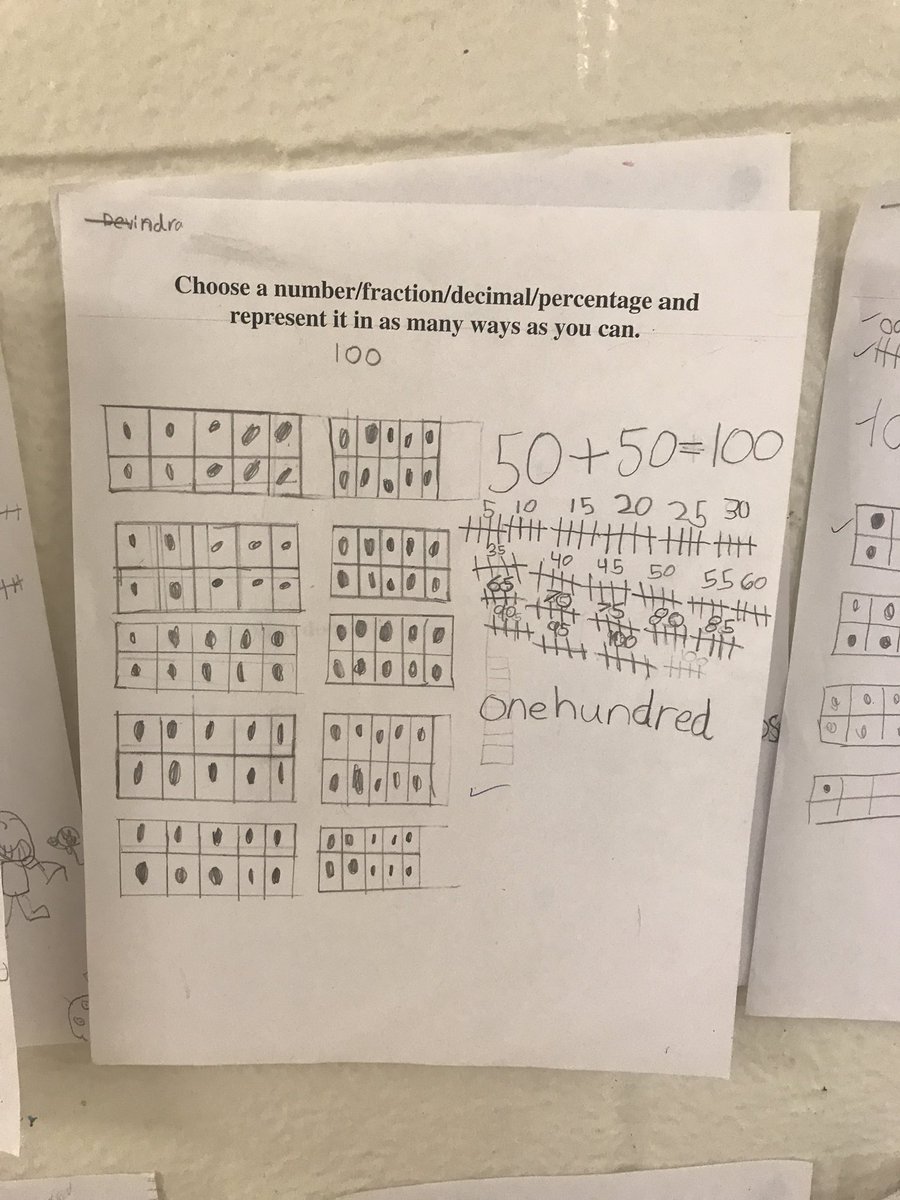 Devindra
Choose a number/fraction/decimal/percentage and
represent it in as many ways as you can.
100
50+50=100
5 10 15 20 25 30
35 40 45 50 55 60
65 70 75 80 85
90 95 100
onehundred
10